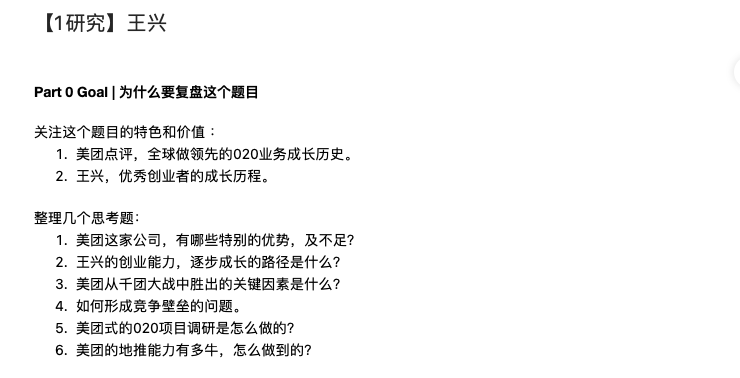 【1研究】王兴
Part 0 Goal | 为什么要复盘这个题目
关注这个题目的特色和价值：
1. 美团点评，全球做领先的020业务成长历史。
2. 王兴，优秀创业者的成长历程。
整理几个思考题：
1. 美团这家公司，有哪些特别的优势，及不足？
2. 王兴的创业能力，逐步成长的路径是什么？
3. 美团从千团大战中胜出的关键因素是什么？
4. 如何形成竞争壁垒的问题。
5. 美团式的020项目调研是怎么做的？
6. 美团的地推能力有多牛，怎么做到的？